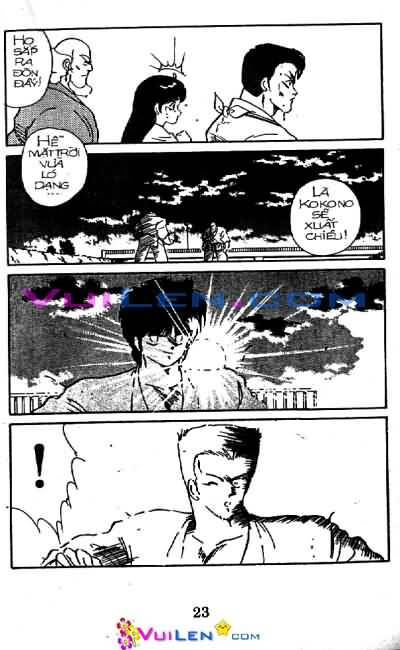 HỌ
SẮP
RA
ĐÒN
ĐẤY!
HỄ
MẶT TRỜI
VỪA
LÓ
DẠNG
...
LÀ
KOKONO
SẼ
XUẤT
CHIÊU!
VuiLen.com
!
23
VuiLen.com